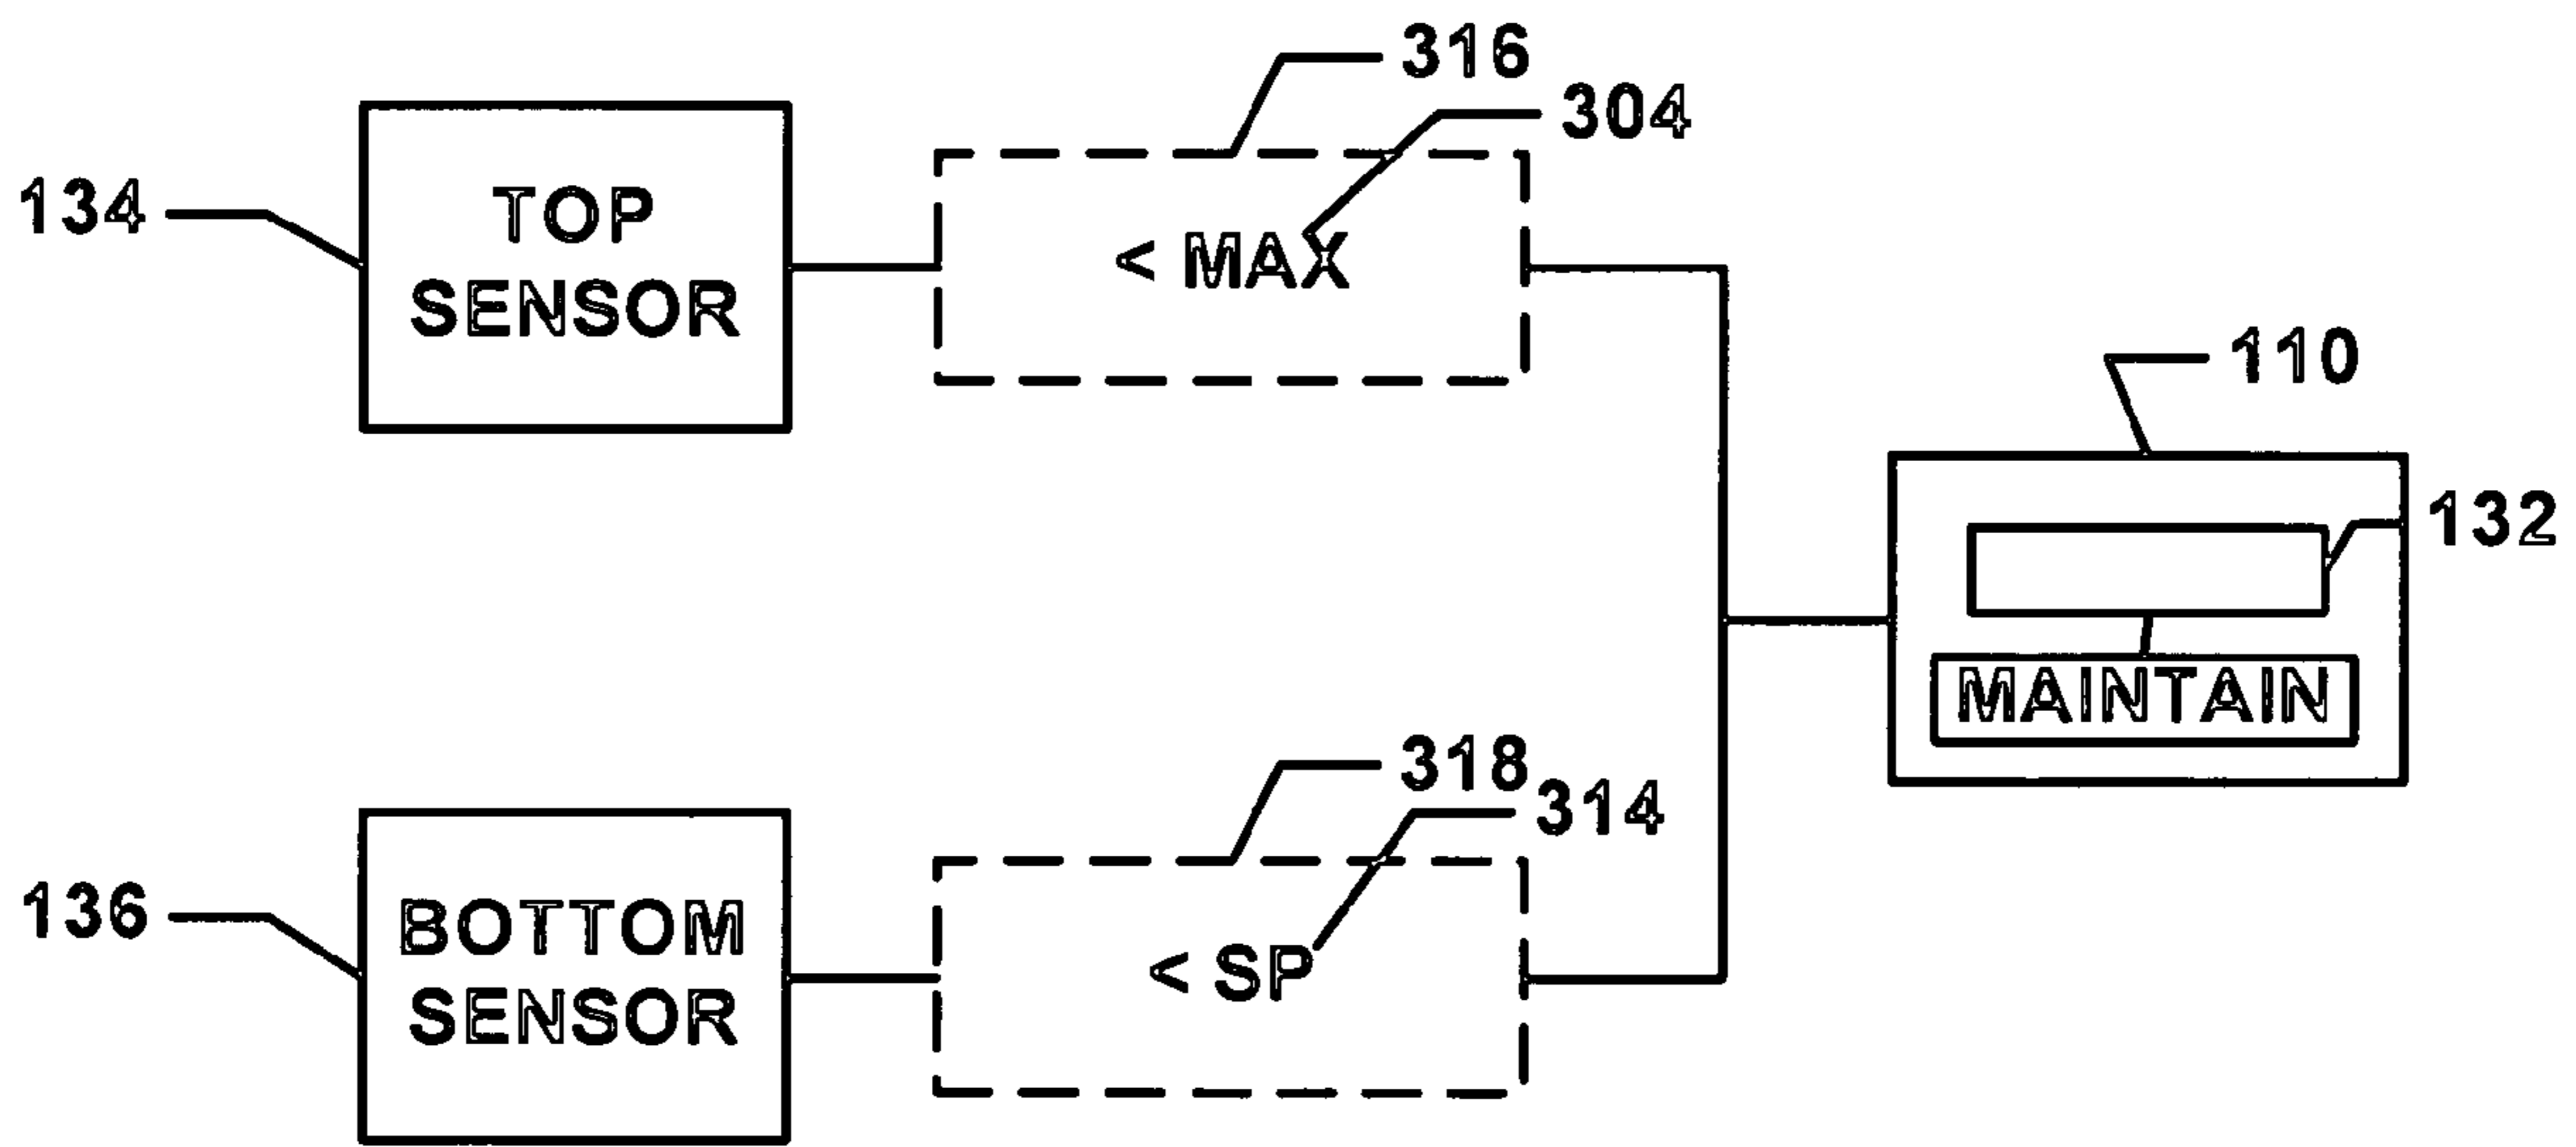 316
304
134
TOP
SENSOR
< MAX
110
132
MAINTAIN
318
314
136
BOTTOM
SENSOR
< SP